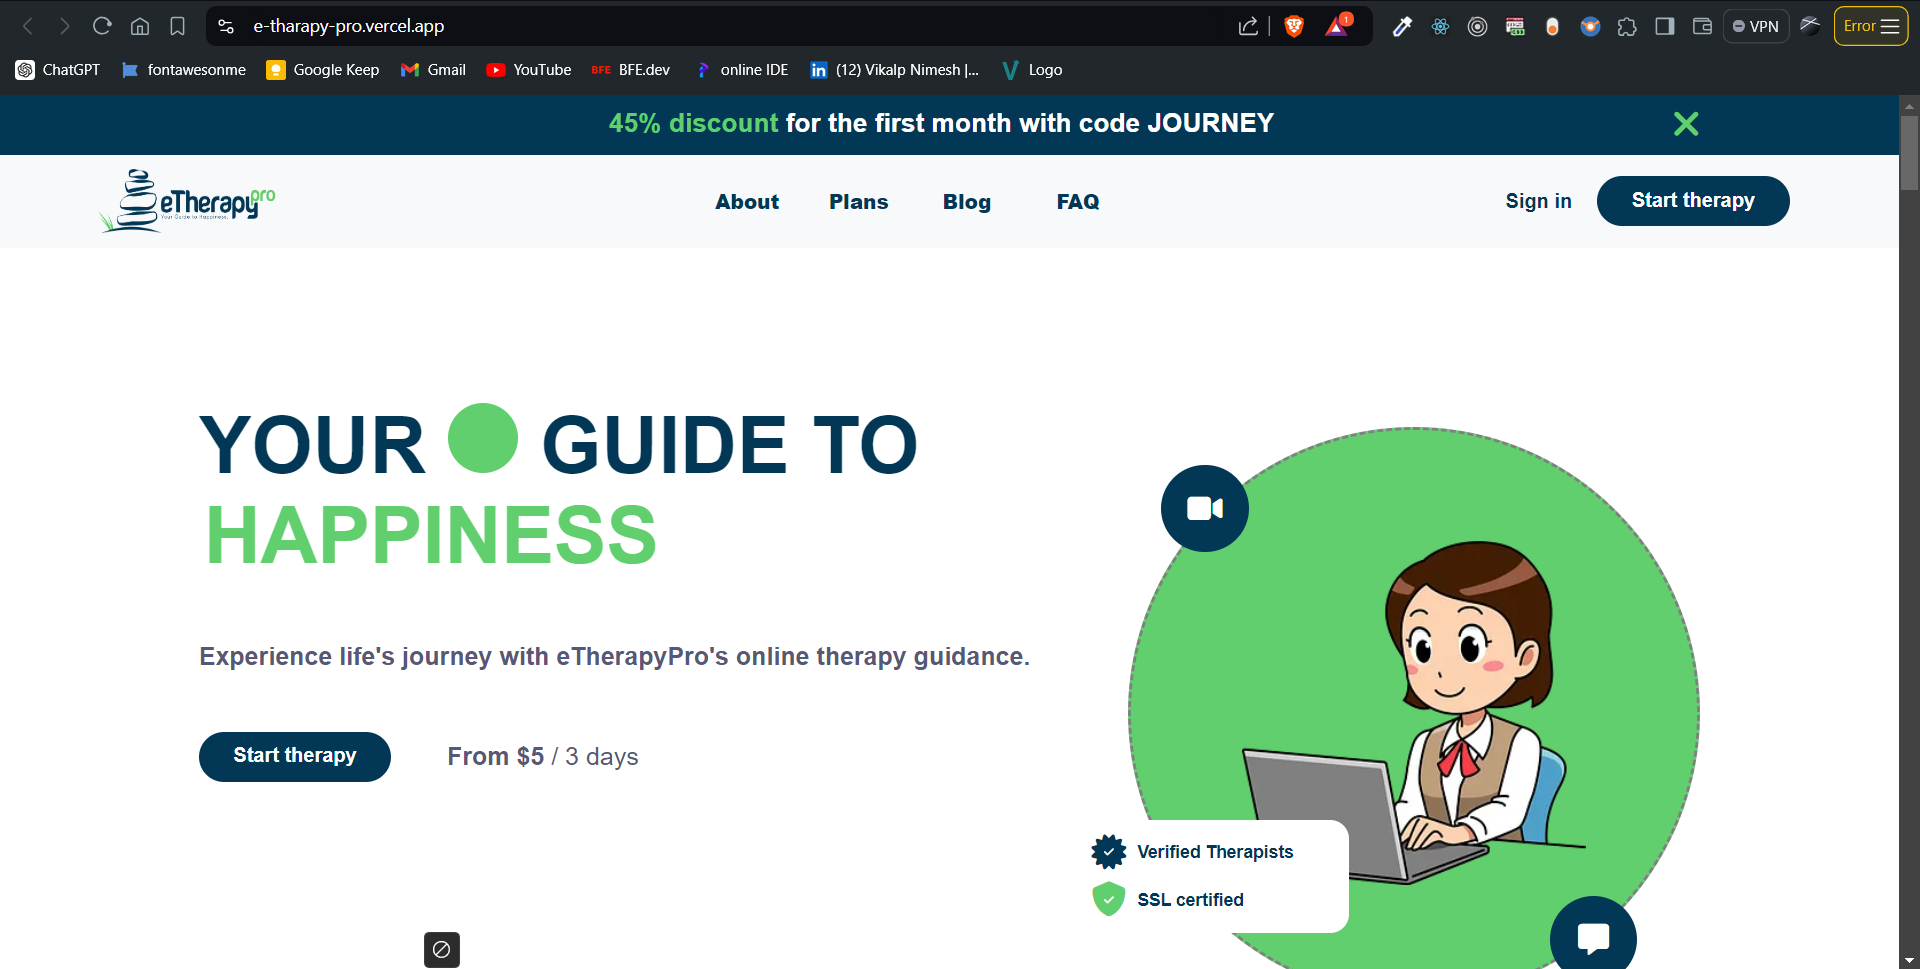 e-tharapy-pro.vercel.app
1
VPN
Error
ChatGPT
fontawesonme
Google Keep
Gmail
YouTube
BFE BFE.dev
online IDE
in (12) Vikalp Nimesh |...
Logo
45% discount for the first month with code JOURNEY
eTherapypro
Your Guide to Happiness.
About
Plans
Blog
FAQ
Sign in
Start therapy
YOUR GUIDE TO
HAPPINESS
Experience life's journey with eTherapyPro's online therapy guidance.
Start therapy
From $5 / 3 days
Verified Therapists
SSL certified